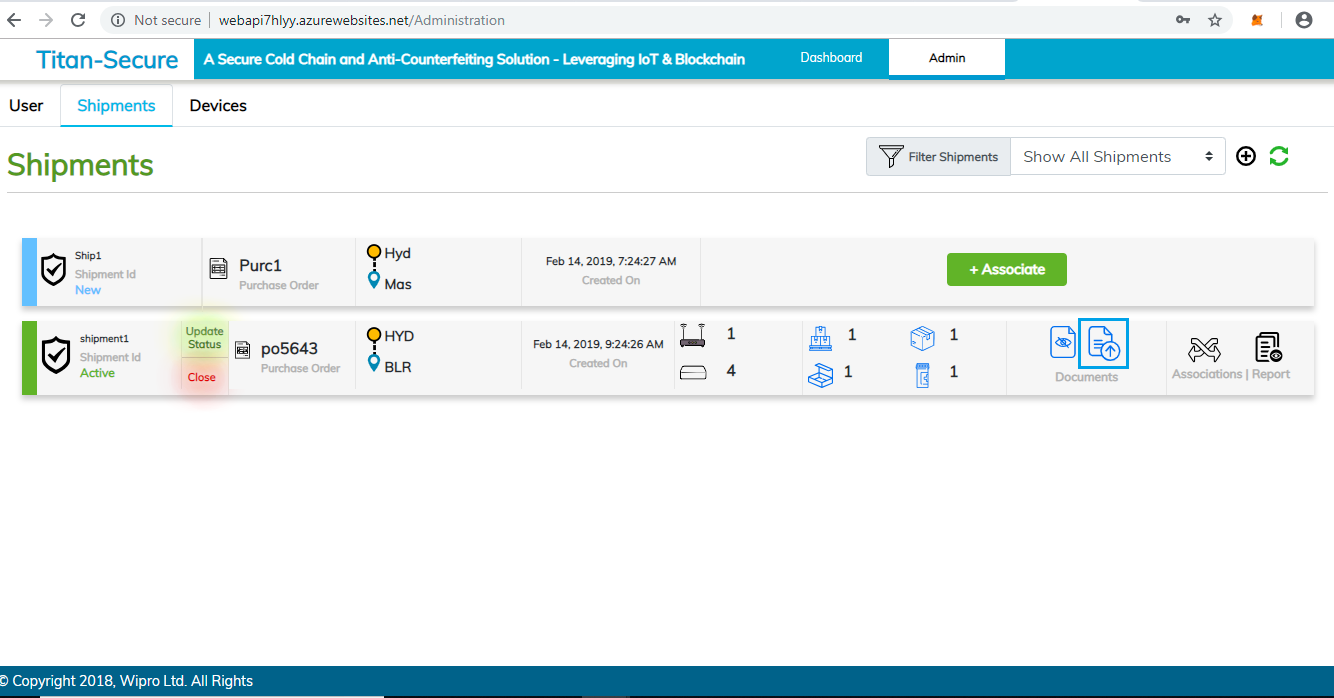 Not secure | webapi7hlyy.azurewebsites.net/Administration
Titan-Secure
A Secure Cold Chain and Anti-Counterfeiting Solution - Leveraging IoT & Blockchain
Dashboard
Admin
User
Shipments
Devices
Shipments
Filter Shipments
Show All Shipments
Ship1
Shipment Id
New
Purc1
Purchase Order
Hyd
Mas
Feb 14, 2019, 7:24:27 AM
Created On
+ Associate
shipment1
Shipment Id
Active
Update
Status
Close
po5643
Purchase Order
HYD
BLR
Feb 14, 2019, 9:24:26 AM
Created On
1
4
1
1
1
1
Documents
Associations | Report
© Copyright 2018, Wipro Ltd. All Rights